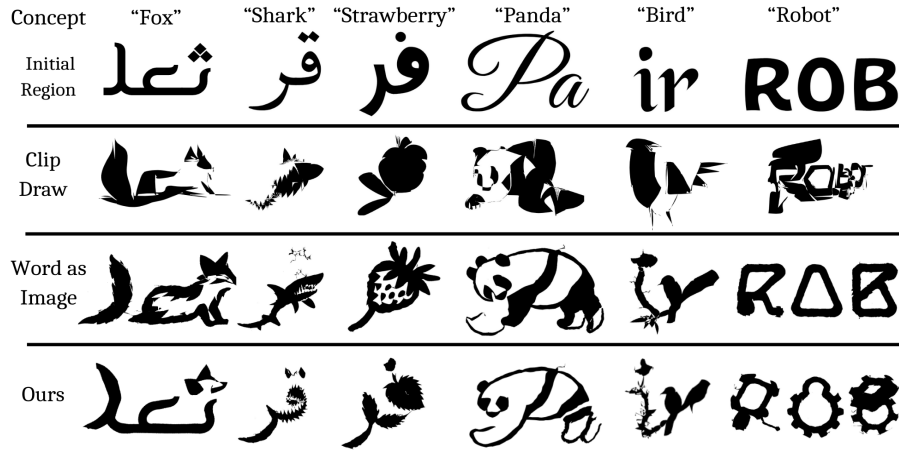 Concept “Fox” “Shark” “Strawberry” “Panda” “Bird” “Robot”
Initial Region ثعلـ قر فر Pa ir ROB
Clip Draw
Word as Image
Ours